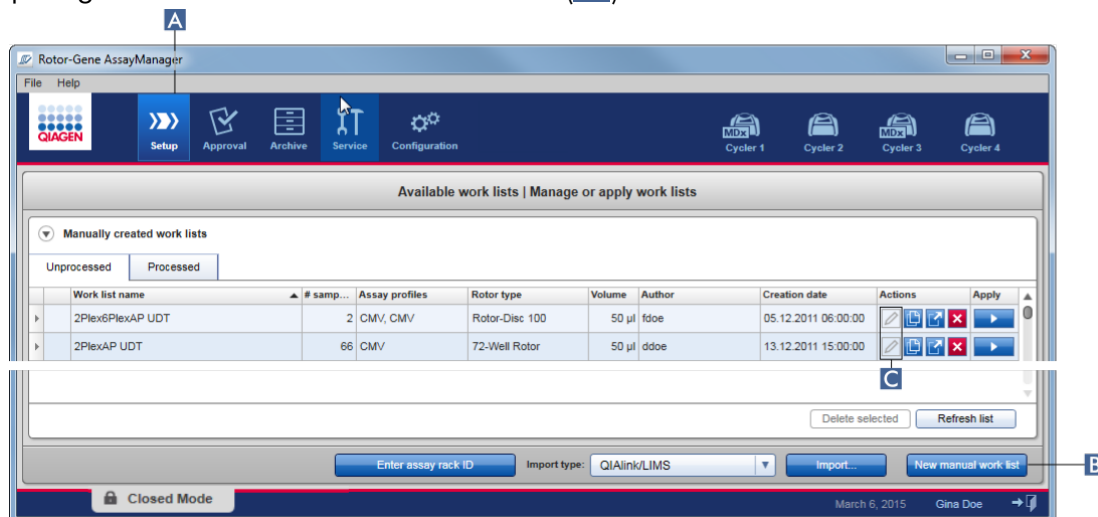 A
Rotor-Gene AssayManager
File Help
QIAGEN
Setup Approval Archive Service Configuration MDx Cycler 1 Cycler 2 MDx Cycler 3 Cycler 4
Available work lists | Manage or apply work lists
Manually created work lists
Unprocessed Processed
Work list name # samp... Assay profiles Rotor type Volume Author Creation date Actions Apply
2Plex6PlexAP UDT 2 CMV, CMV Rotor-Disc 100 50 µl fdoe 05.12.2011 06:00:00
2PlexAP UDT 66 CMV 72-Well Rotor 50 µl ddoe 13.12.2011 15:00:00
C
Delete selected Refresh list
Enter assay rack ID Import type: QIAlink/LIMS Import... New manual work list B
Closed Mode March 6, 2015 Gina Doe